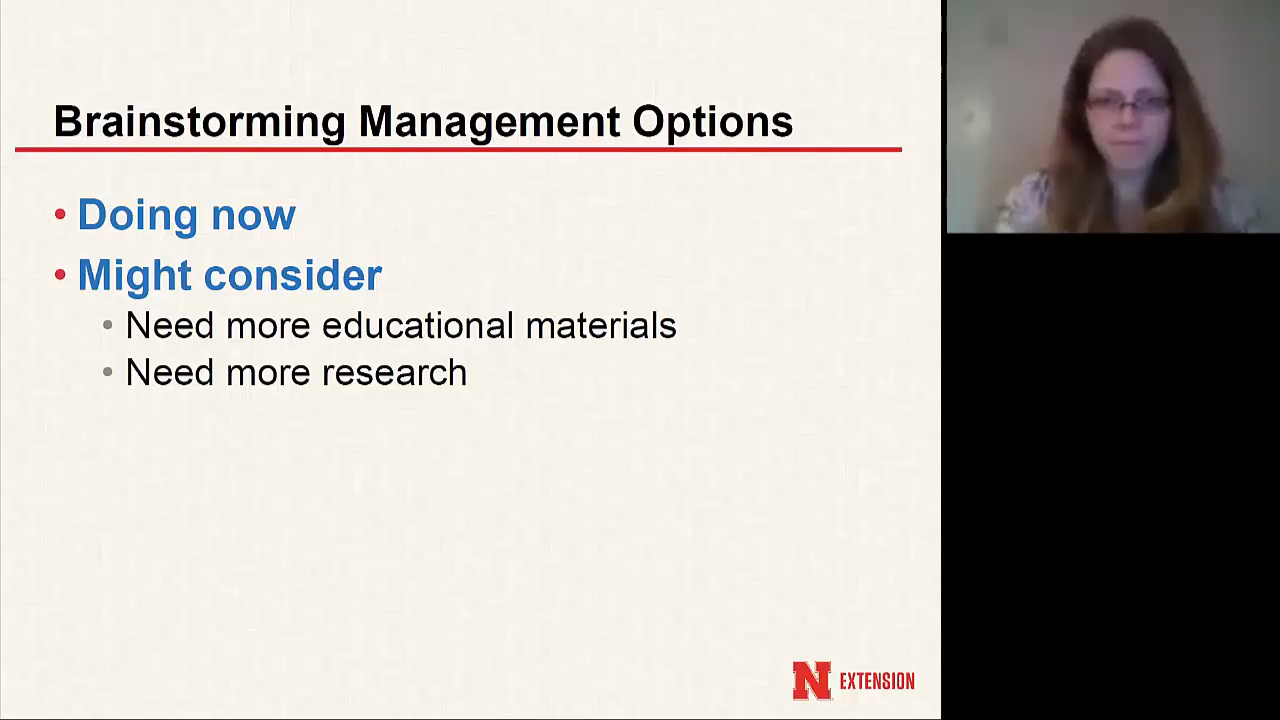 Brainstorming Management Options
• Doing now
• Might consider
• Need more educational materials
• Need more research
N EXTENSION